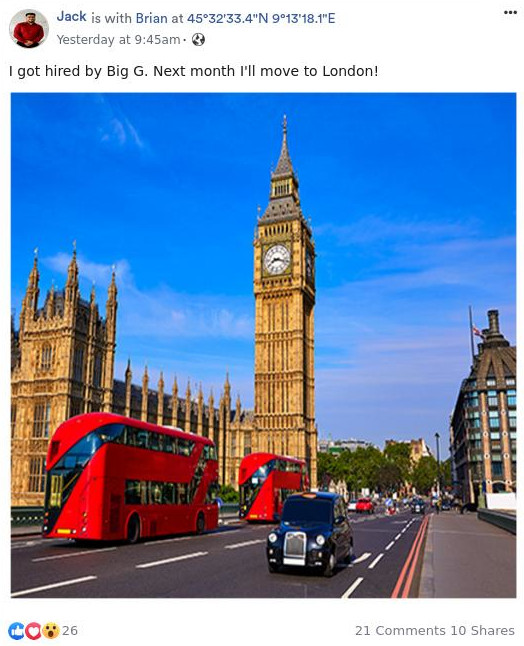 Jack is with Brian at 45°32'33.4"N 9°13'18.1"E
Yesterday at 9:45am ·
I got hired by Big G. Next month I'll move to London!
26
21 Comments 10 Shares